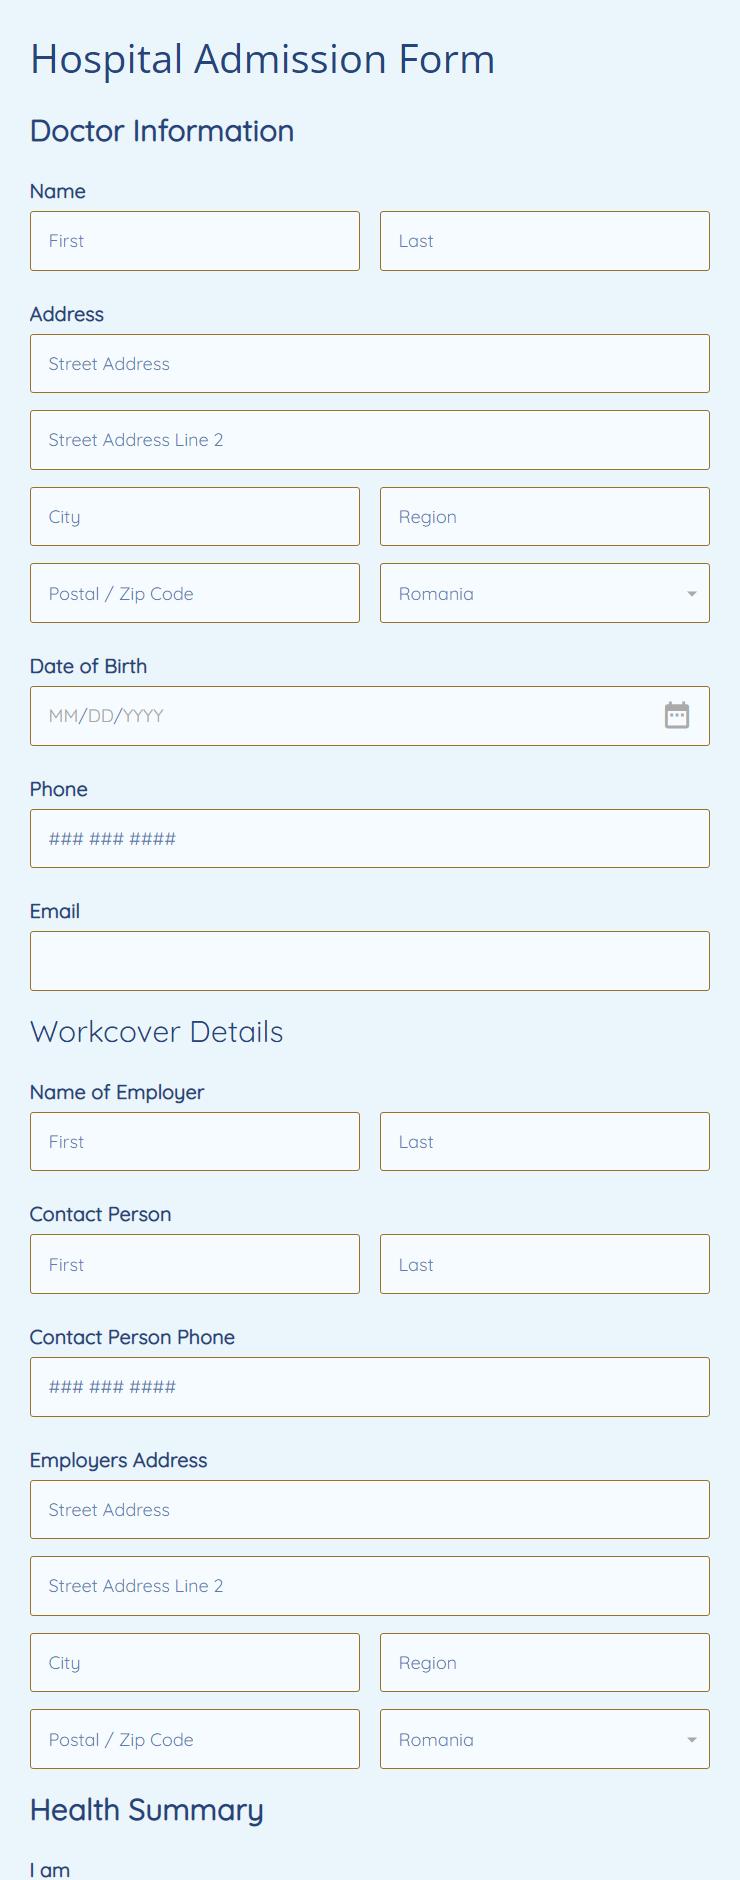 Hospital Admission Form
Doctor Information
Name
First Last
Address
Street Address
Street Address Line 2
City Region
Postal / Zip Code Romania
Date of Birth
MM/DD/YYYY
Phone
### ### ####
Email
Workcover Details
Name of Employer
First Last
Contact Person
First Last
Contact Person Phone
### ### ####
Employers Address
Street Address
Street Address Line 2
City Region
Postal / Zip Code Romania
Health Summary
I am